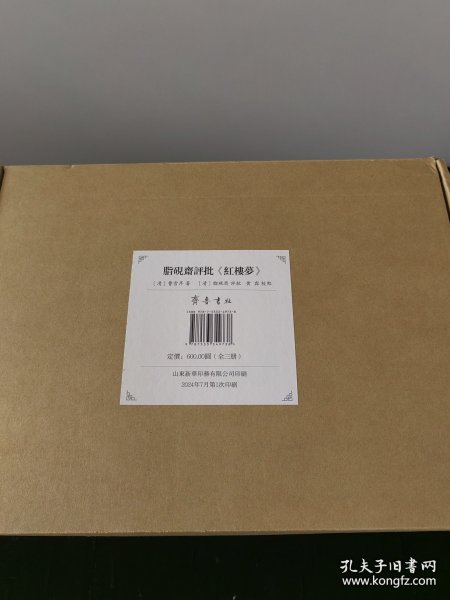 脂硯齋評批《紅樓夢》
［清］曹雪芹 著　［清］脂硯齋 評批　黄霖 校點
齊魯書社
定價：600.00圓（全三册）
山東新華印務有限公司印刷
2024年7月第1次印刷
孔夫子旧书网
www.kongfz.com